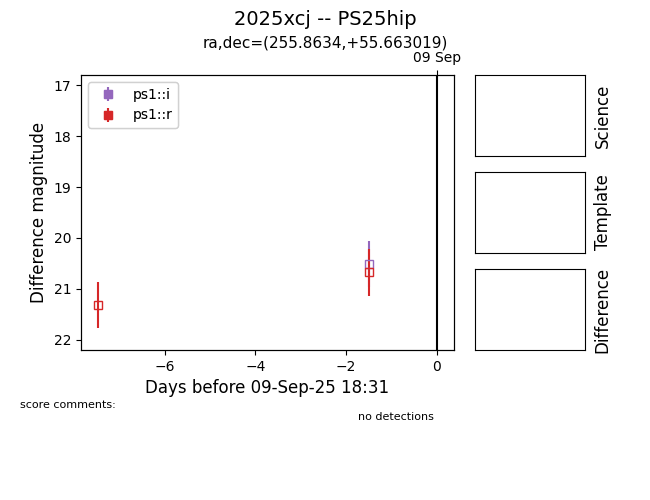 2025xcj -- PS25hip
ra,dec=(255.8634,+55.663019)
09 Sep
ps1::i
ps1::r
17
18
19
20
21
22
Difference magnitude
−6
−4
−2
0
Days before 09-Sep-25 18:31
Science
Template
Difference
score comments:
no detections